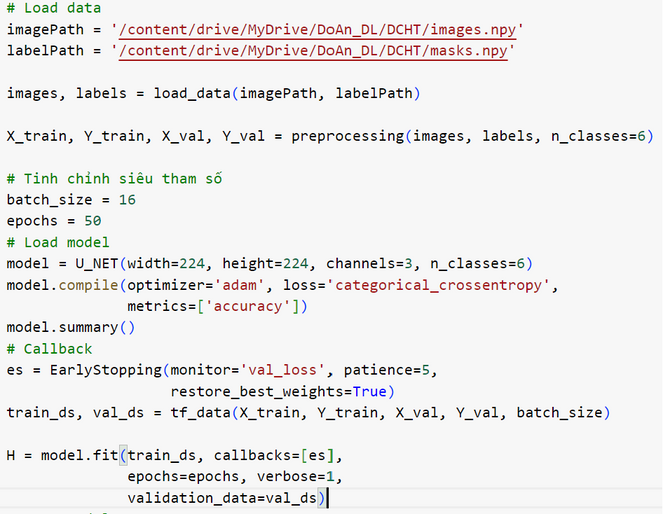 # Load data
imagePath = '/content/drive/MyDrive/DoAn_DL/DCHT/images.npy'
labelPath = '/content/drive/MyDrive/DoAn_DL/DCHT/masks.npy'
images, labels = load_data(imagePath, labelPath)
X_train, Y_train, X_val, Y_val = preprocessing(images, labels, n_classes=6)
# Tinh chỉnh siêu tham số
batch_size = 16
epochs = 50
# Load model
model = U_NET(width=224, height=224, channels=3, n_classes=6)
model.compile(optimizer='adam', loss='categorical_crossentropy',
metrics=['accuracy'])
model.summary()
# Callback
es = EarlyStopping(monitor='val_loss', patience=5,
restore_best_weights=True)
train_ds, val_ds = tf_data(X_train, Y_train, X_val, Y_val, batch_size)
H = model.fit(train_ds, callbacks=[es],
epochs=epochs, verbose=1,
validation_data=val_ds)